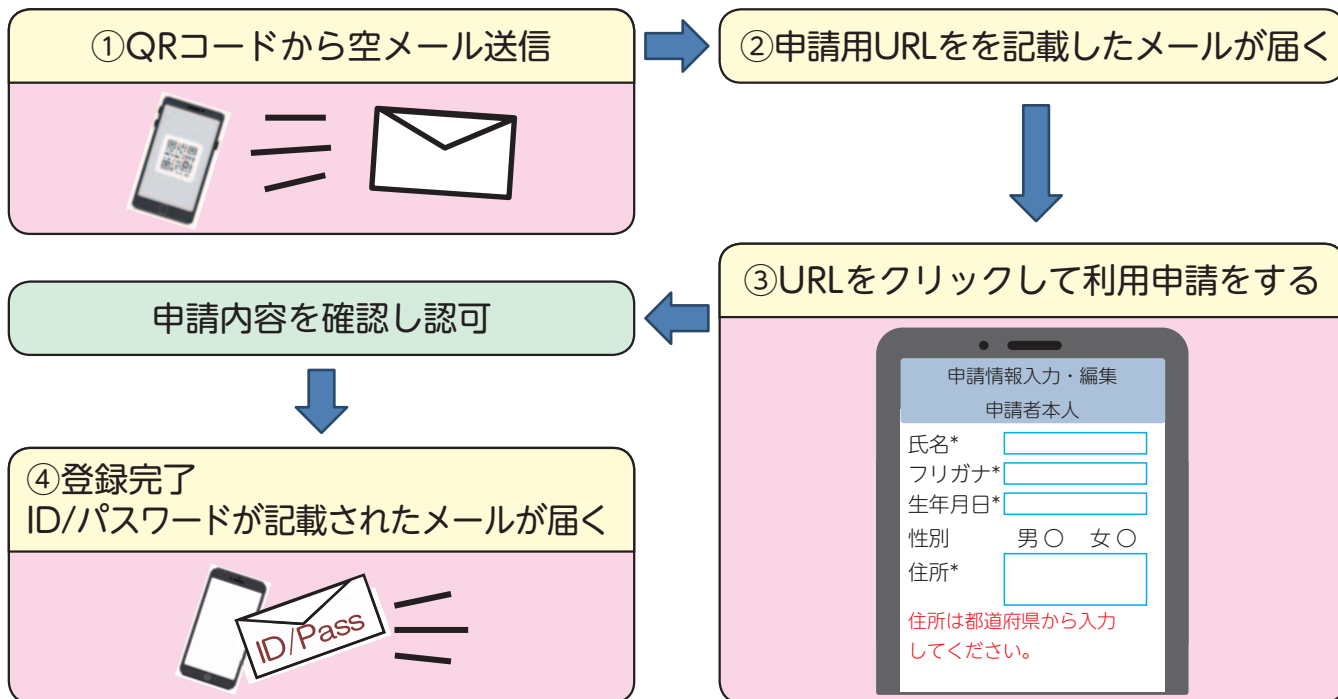 ①QRコードから空メール送信
②申請用URLをを記載したメールが届く
③URLをクリックして利用申請をする
申請情報入力・編集
申請者本人
氏名*
フリガナ*
生年月日*
性別 男○ 女○
住所*
住所は都道府県から入力
してください。
申請内容を確認し認可
④登録完了
ID/パスワードが記載されたメールが届く
ID/Pass